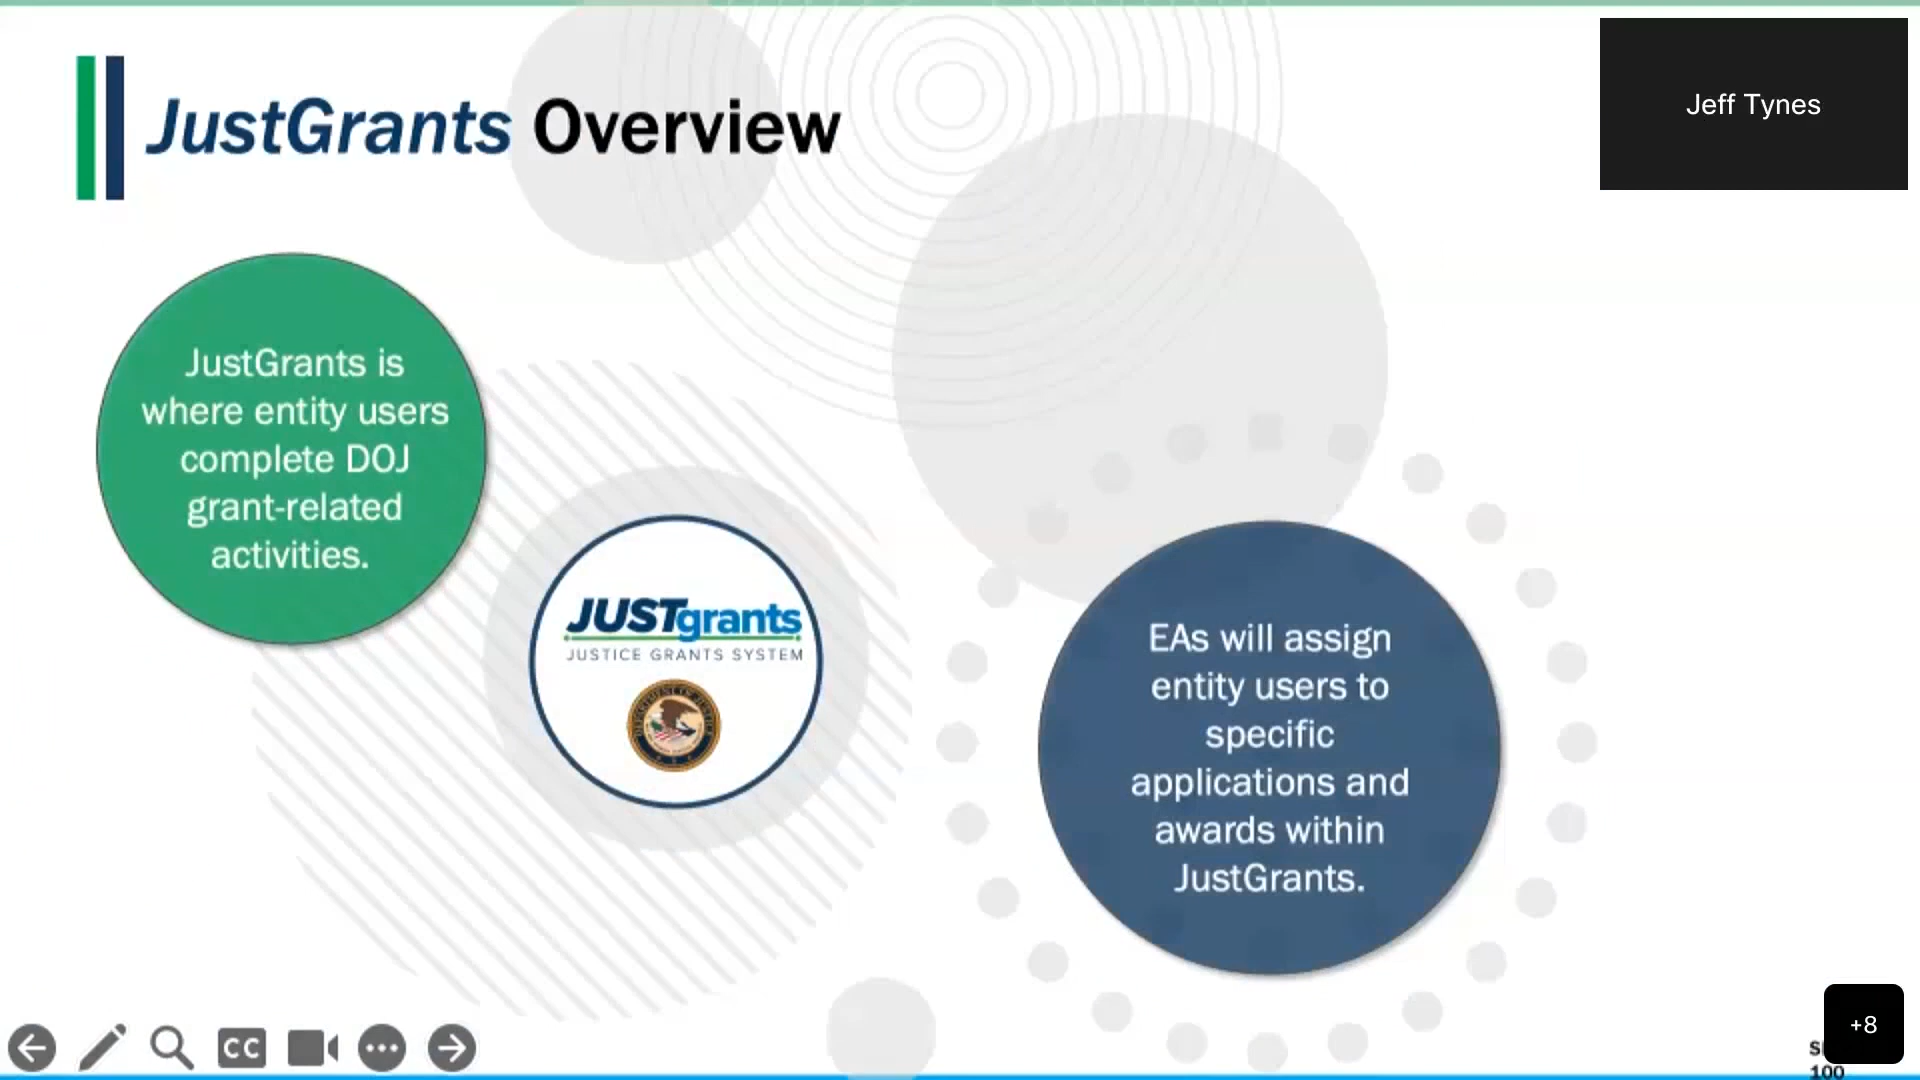 JustGrants Overview
Jeff Tynes
JustGrants is
where entity users
complete DOJ
grant-related
activities.
JUSTgrants
JUSTICE GRANTS SYSTEM
EAs will assign
entity users to
specific
applications and
awards within
JustGrants.
CC
+8
100